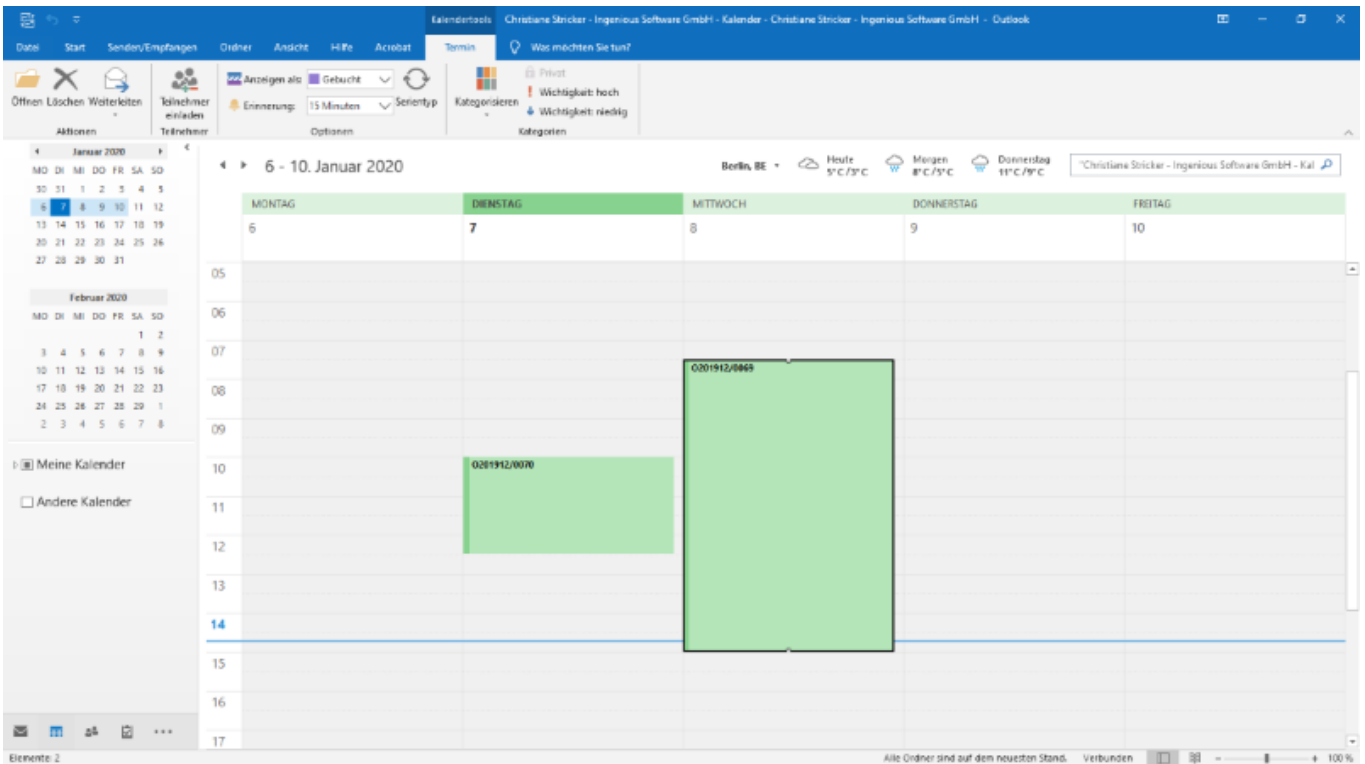 Kalendertools Christiane Stricker - Ingenious Software GmbH - Kalender - Christiane Stricker - Ingenious Software GmbH - Outlook
Datei Start Senden/Empfangen Ordner Ansicht Hilfe Acrobat Termin Was möchten Sie tun?
Öffnen Löschen Weiterleiten
Aktionen
Teilnehmer einladen
Teilnehmer
Anzeigen als: Gebucht
Erinnerung: 15 Minuten
Serientyp
Optionen
Kategorisieren
Privat
Wichtigkeit: hoch
Wichtigkeit: niedrig
Kategorien
Januar 2020
MO DI MI DO FR SA SO
30 31 1 2 3 4 5
6 7 8 9 10 11 12
13 14 15 16 17 18 19
20 21 22 23 24 25 26
27 28 29 30 31
Februar 2020
MO DI MI DO FR SA SO
1 2
3 4 5 6 7 8 9
10 11 12 13 14 15 16
17 18 19 20 21 22 23
24 25 26 27 28 29 1
2 3 4 5 6 7 8
Meine Kalender
Andere Kalender
6 - 10. Januar 2020
Berlin, BE
Heute
5°C/3°C
Morgen
8°C/5°C
Donnerstag
11°C/9°C
"Christiane Stricker - Ingenious Software GmbH - Kal
MONTAG DIENSTAG MITTWOCH DONNERSTAG FREITAG
6 7 8 9 10
05
06
07
O201912/0069
08
09
10
O201912/0070
11
12
13
14
15
16
17
Elemente: 2
Alle Ordner sind auf dem neuesten Stand. Verbunden
100 %